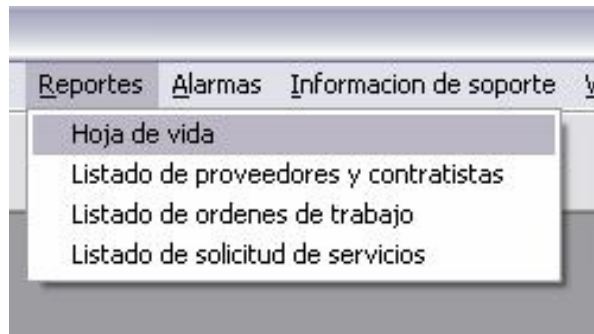 Reportes Alarmas Informacion de soporte
Hoja de vida
Listado de proveedores y contratistas
Listado de ordenes de trabajo
Listado de solicitud de servicios